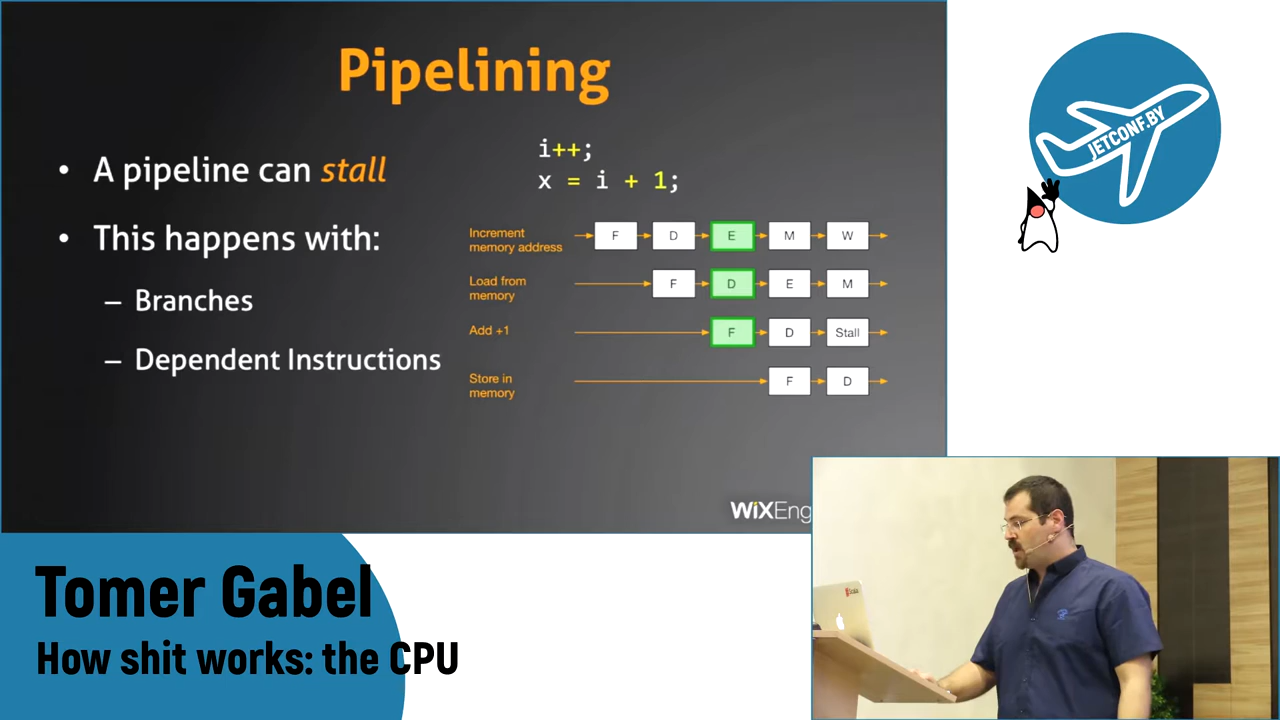 Pipelining
• A pipeline can stall
• This happens with:
– Branches
– Dependent Instructions
i++;
x = i + 1;
Increment
memory address
F D E M W
Load from
memory
F D E M
Add +1
F D Stall
Store in
memory
F D
WiXEng
JETCONF.BY
Tomer Gabel
How shit works: the CPU